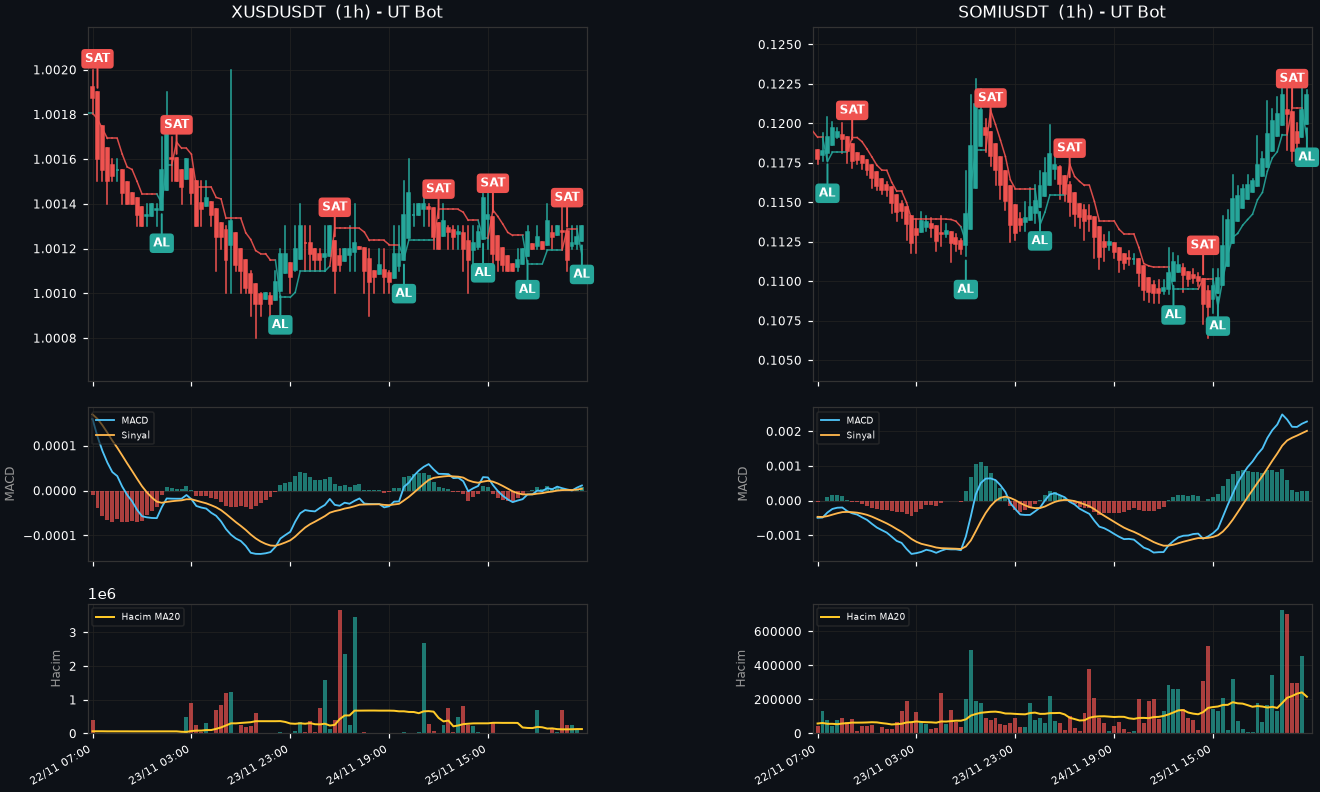 XUSDUSDT (1h) - UT Bot
1.0020
1.0018
1.0016
1.0014
1.0012
1.0010
1.0008
SAT
SAT
SAT
SAT
SAT
SAT
AL
AL
AL
AL
AL
AL
MACD
MACD
Sinyal
0.0001
0.0000
−0.0001
1e6
Hacim
Hacim MA20
3
2
1
0
22/11 07:00
23/11 03:00
23/11 23:00
24/11 19:00
25/11 15:00
SOMIUSDT (1h) - UT Bot
0.1250
0.1225
0.1200
0.1175
0.1150
0.1125
0.1100
0.1075
0.1050
SAT
SAT
SAT
SAT
SAT
AL
AL
AL
AL
AL
AL
MACD
MACD
Sinyal
0.002
0.001
0.000
−0.001
Hacim
Hacim MA20
600000
400000
200000
0
22/11 07:00
23/11 03:00
23/11 23:00
24/11 19:00
25/11 15:00